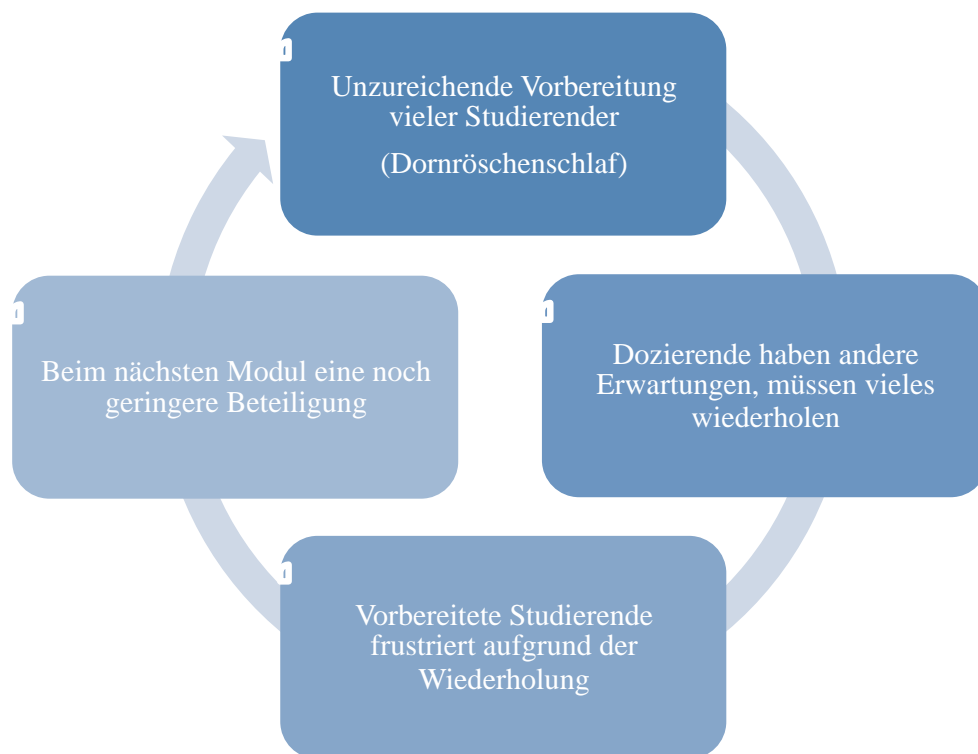 Unzureichende Vorbereitung
vieler Studierender
(Dornröschenschlaf)
Dozierende haben andere
Erwartungen, müssen vieles
wiederholen
Vorbereitete Studierende
frustriert aufgrund der
Wiederholung
Beim nächsten Modul eine noch
geringere Beteiligung